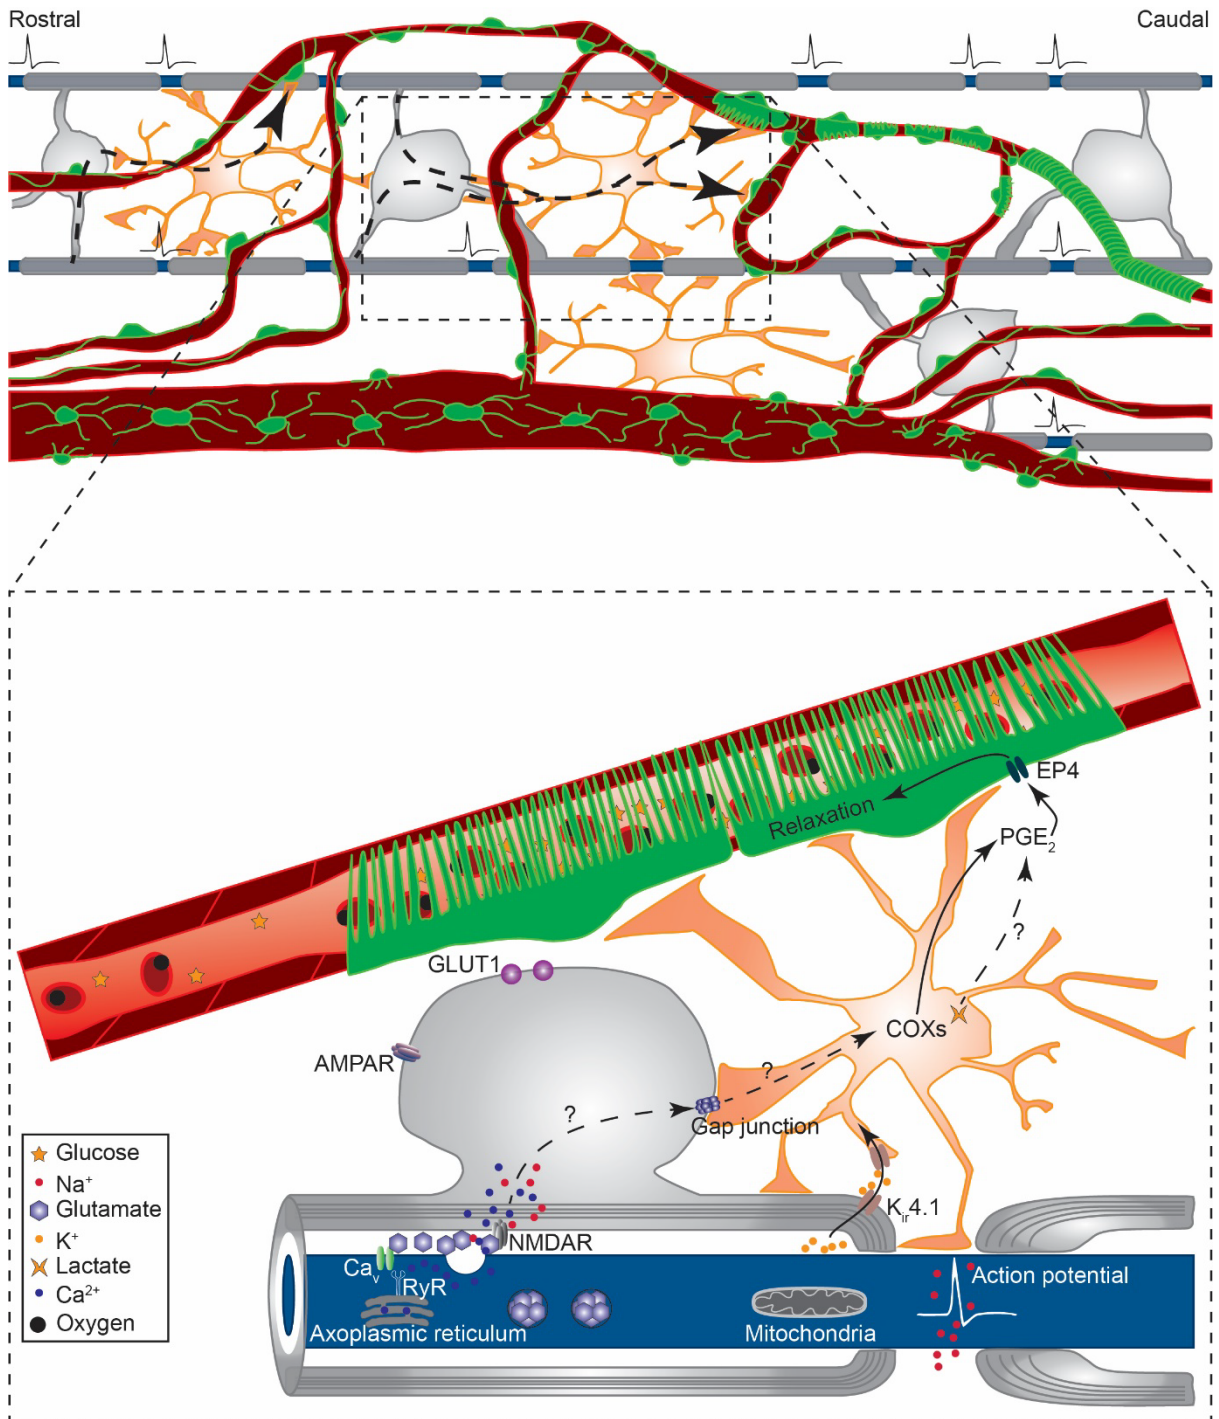 Rostral
Caudal
EP4
Relaxation
PGE₂
?
GLUT1
COXs
AMPAR
?
?
Gap junction
Glucose
Na⁺
Glutamate
K⁺
Lactate
Ca²⁺
Oxygen
Kir4.1
NMDAR
Caᵥ
RyR
Action potential
Axoplasmic reticulum
Mitochondria